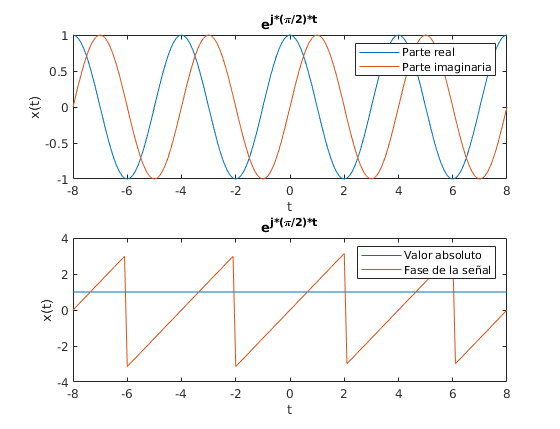 e^j*(π/2)*t
1
0.5
0
-0.5
-1
x(t)
Parte real
Parte imaginaria
-8 -6 -4 -2 0 2 4 6 8
t
e^j*(π/2)*t
4
2
0
-2
-4
x(t)
Valor absoluto
Fase de la señal
-8 -6 -4 -2 0 2 4 6 8
t